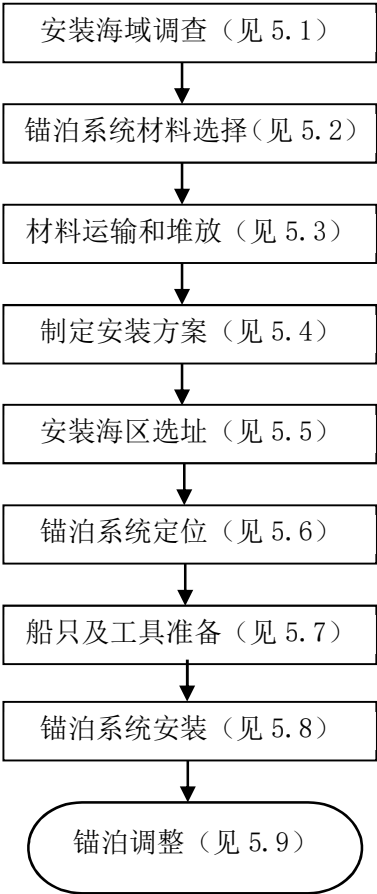 安装海域调查（见 5.1）
锚泊系统材料选择（见 5.2）
材料运输和堆放（见 5.3）
制定安装方案（见 5.4）
安装海区选址（见 5.5）
锚泊系统定位（见 5.6）
船只及工具准备（见 5.7）
锚泊系统安装（见 5.8）
锚泊调整（见 5.9）